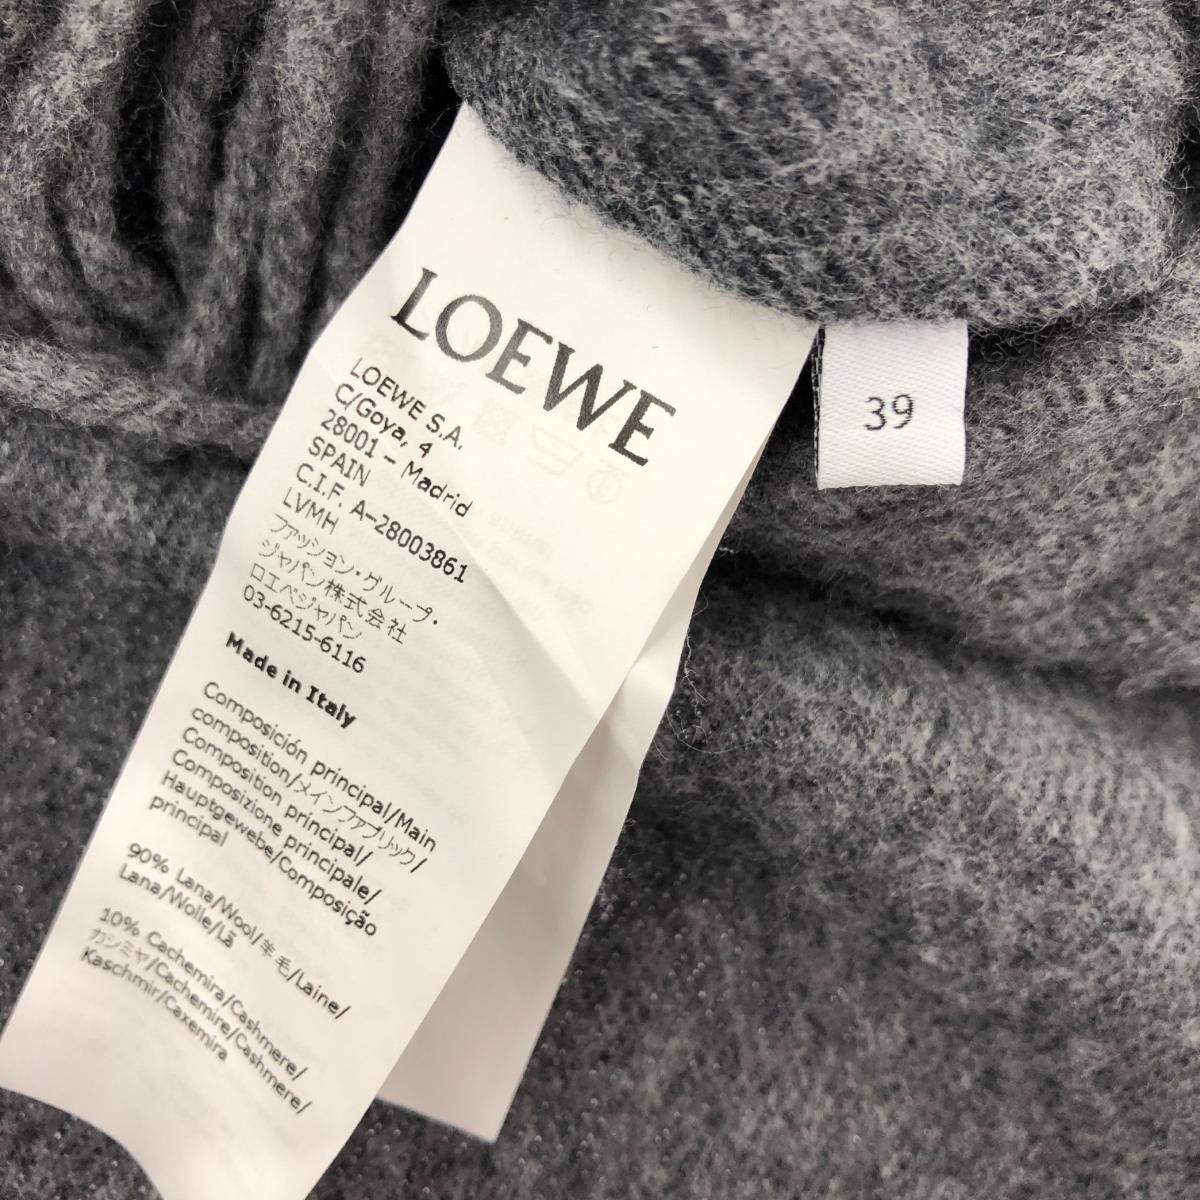 LOEWE
LOEWE S.A.
C/Goya, 4
28001 – Madrid
SPAIN
C.I.F. A-28003861
LVMH
ファッション・グループ・
ジャパン株式会社
ロエベジャパン
03-6215-6116
Made in Italy
Composición principal/Main
composition/メインファブリック/
Composition principal/
Composizione principale/
Hauptgewebe/Composição
principal
90% Lana/Wool/羊毛/Laine/
Lana/Wolle/Lã
10% Cachemira/Cashmere/
カシミヤ/Cachemire/Cashmere/
Kaschmir/Caxemira
39